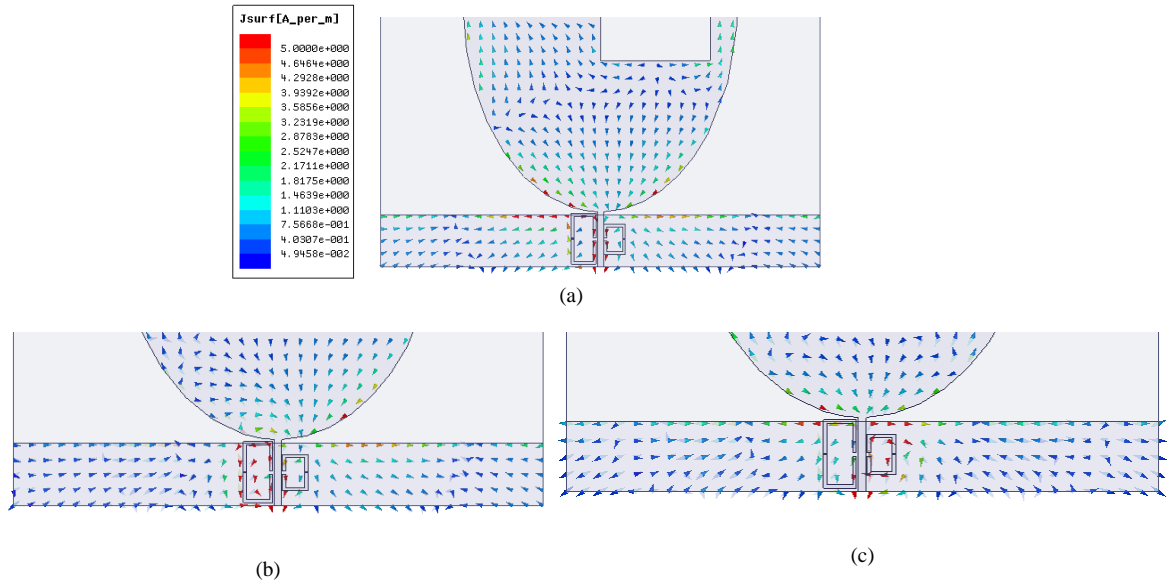 Jsurf[A_per_m]
5.0000e+000
4.6464e+000
4.2928e+000
3.9392e+000
3.5856e+000
3.2319e+000
2.8783e+000
2.5247e+000
2.1711e+000
1.8175e+000
1.4639e+000
1.1103e+000
7.5668e-001
4.0307e-001
4.9458e-002
(a)
(b)
(c)